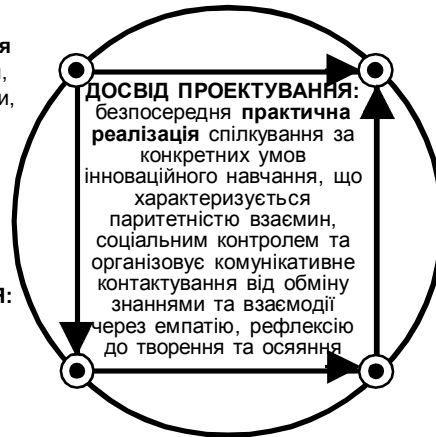 я
,
и,
Я:
ДОСВІД ПРОЕКТУВАННЯ:
безпосередня практична
реалізація спілкування за
конкретних умов
інноваційного навчання, що
характеризується
паритетністю взаємин,
соціальним контролем та
організовує комунікативне
контактування від обміну
знаннями та взаємодії
через емпатію, рефлексію
до творення та осяяння